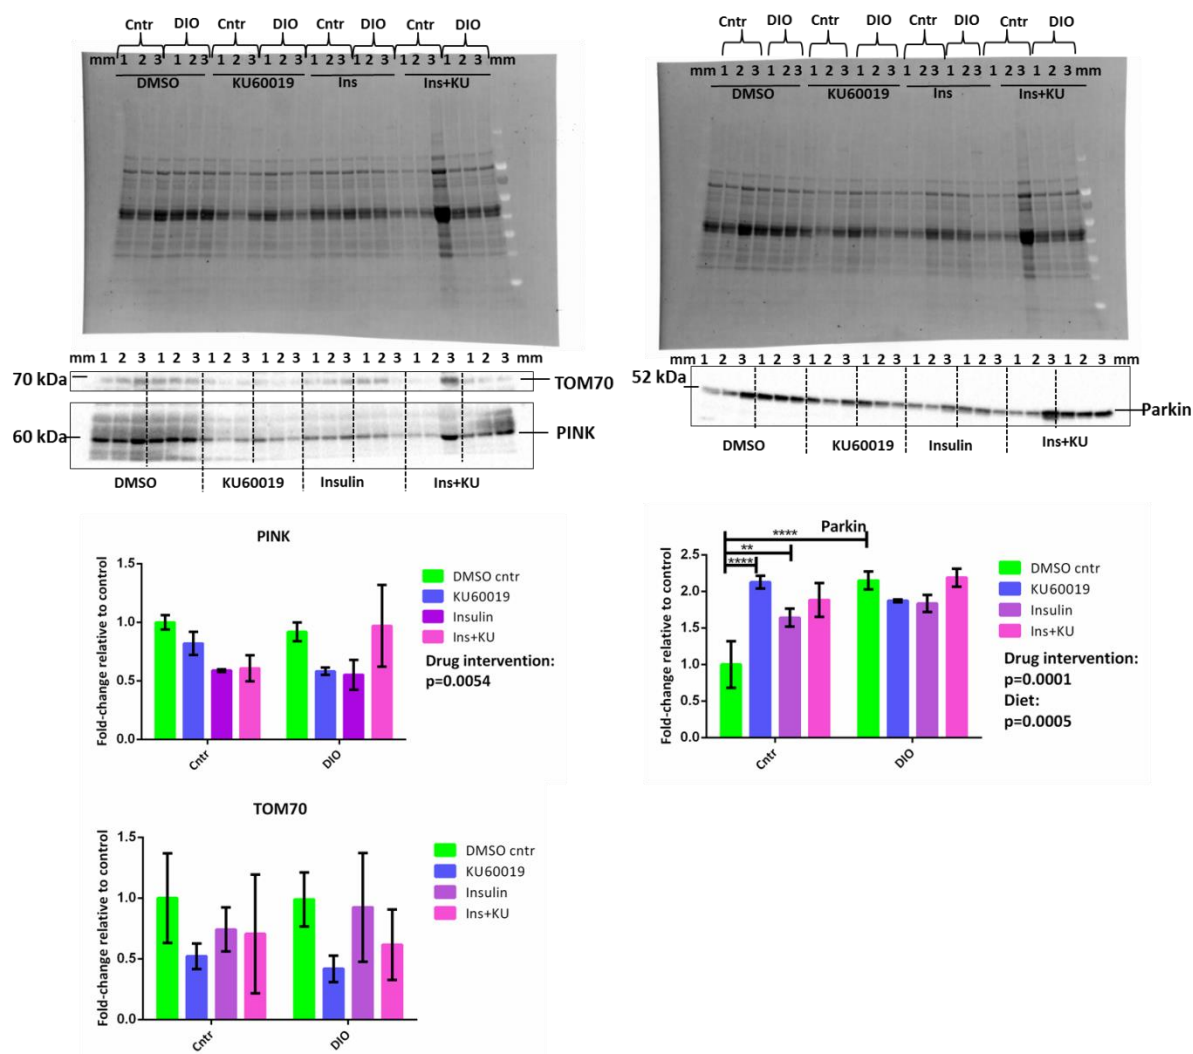 Cntr DIO Cntr DIO Cntr DIO Cntr DIO
mm 1 2 3 1 2 3 1 2 3 1 2 3 1 2 3 1 2 3 1 2 3 1 2 3 mm
DMSO KU60019 Ins Ins+KU
mm 1 2 3 1 2 3 1 2 3 1 2 3 1 2 3 1 2 3 1 2 3 1 2 3 mm
70 kDa TOM70
60 kDa PINK
DMSO KU60019 Insulin Ins+KU
Cntr DIO Cntr DIO Cntr DIO Cntr DIO
mm 1 2 3 1 2 3 1 2 3 1 2 3 1 2 3 1 2 3 1 2 3 1 2 3 mm
DMSO KU60019 Ins Ins+KU
mm 1 2 3 1 2 3 1 2 3 1 2 3 1 2 3 1 2 3 1 2 3 1 2 3 mm
52 kDa Parkin
DMSO KU60019 Insulin Ins+KU
PINK
Fold-change relative to control
1.5
1.0
0.5
0.0
Cntr DIO
DMSO cntr
KU60019
Insulin
Ins+KU
Drug intervention:
p=0.0054
Parkin
****
**
****
Fold-change relative to control
2.5
2.0
1.5
1.0
0.5
0.0
Cntr DIO
DMSO cntr
KU60019
Insulin
Ins+KU
Drug intervention:
p=0.0001
Diet:
p=0.0005
TOM70
Fold-change relative to control
1.5
1.0
0.5
0.0
Cntr DIO
DMSO cntr
KU60019
Insulin
Ins+KU